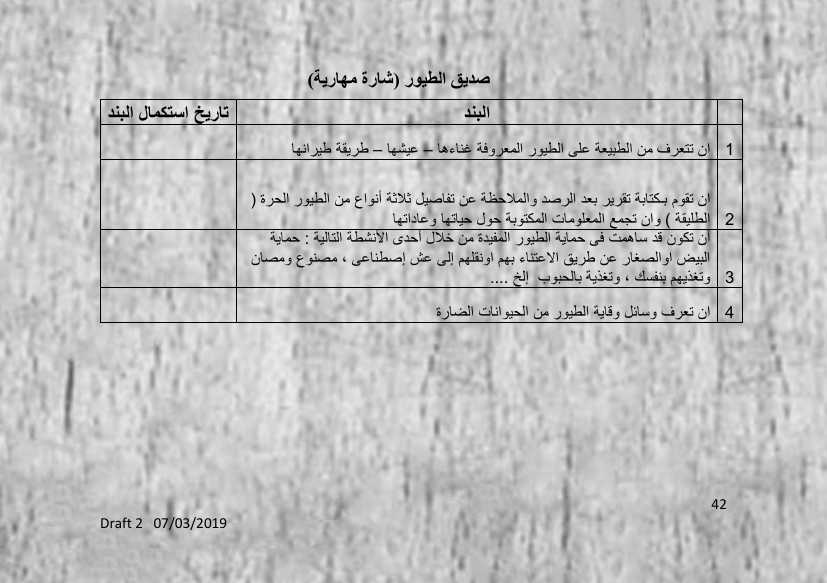 صديق الطيور (شارة مهارية)
البند تاريخ استكمال البند
1 ان تتعرف من الطبيعة على الطيور المعروفة غناءها – عيشها – طريقة طيرانها
ان تقوم بكتابة تقرير بعد الرصد والملاحظة عن تفاصيل ثلاثة أنواع من الطيور الحرة (
2 الطليقة ) وان تجمع المعلومات المكتوبة حول حياتها وعاداتها
ان تكون قد ساهمت فى حماية الطيور المفيدة من خلال أحدى الأنشطة التالية : حماية
البيض اوالصغار عن طريق الاعتناء بهم اونقلهم إلى عش إصطناعى ، مصنوع ومصان
3 وتغذيهم بنفسك ، وتغذية بالحبوب إلخ ....
4 ان تعرف وسائل وقاية الطيور من الحيوانات الضارة
42
Draft 2 07/03/2019